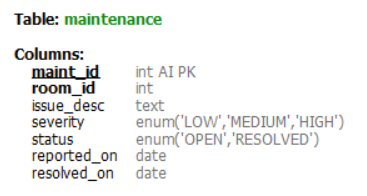 Table: maintenance
Columns:
maint_id int AI PK
room_id int
issue_desc text
severity enum('LOW','MEDIUM','HIGH')
status enum('OPEN','RESOLVED')
reported_on date
resolved_on date